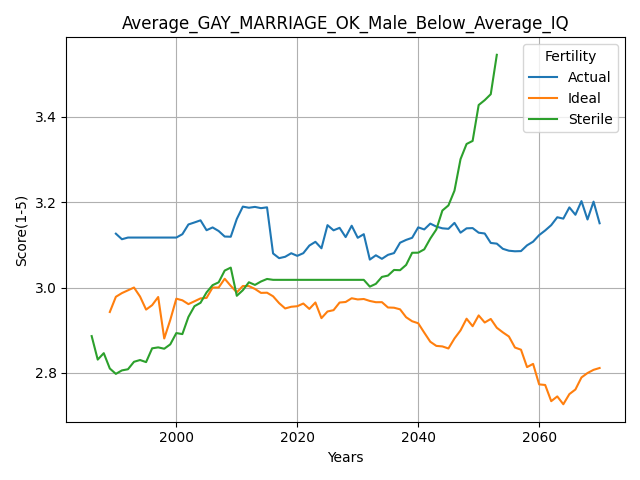 Average_GAY_MARRIAGE_OK_Male_Below_Average_IQ
Fertility
Actual
Ideal
Sterile
Score(1-5)
3.4
3.2
3.0
2.8
2000
2020
2040
2060
Years